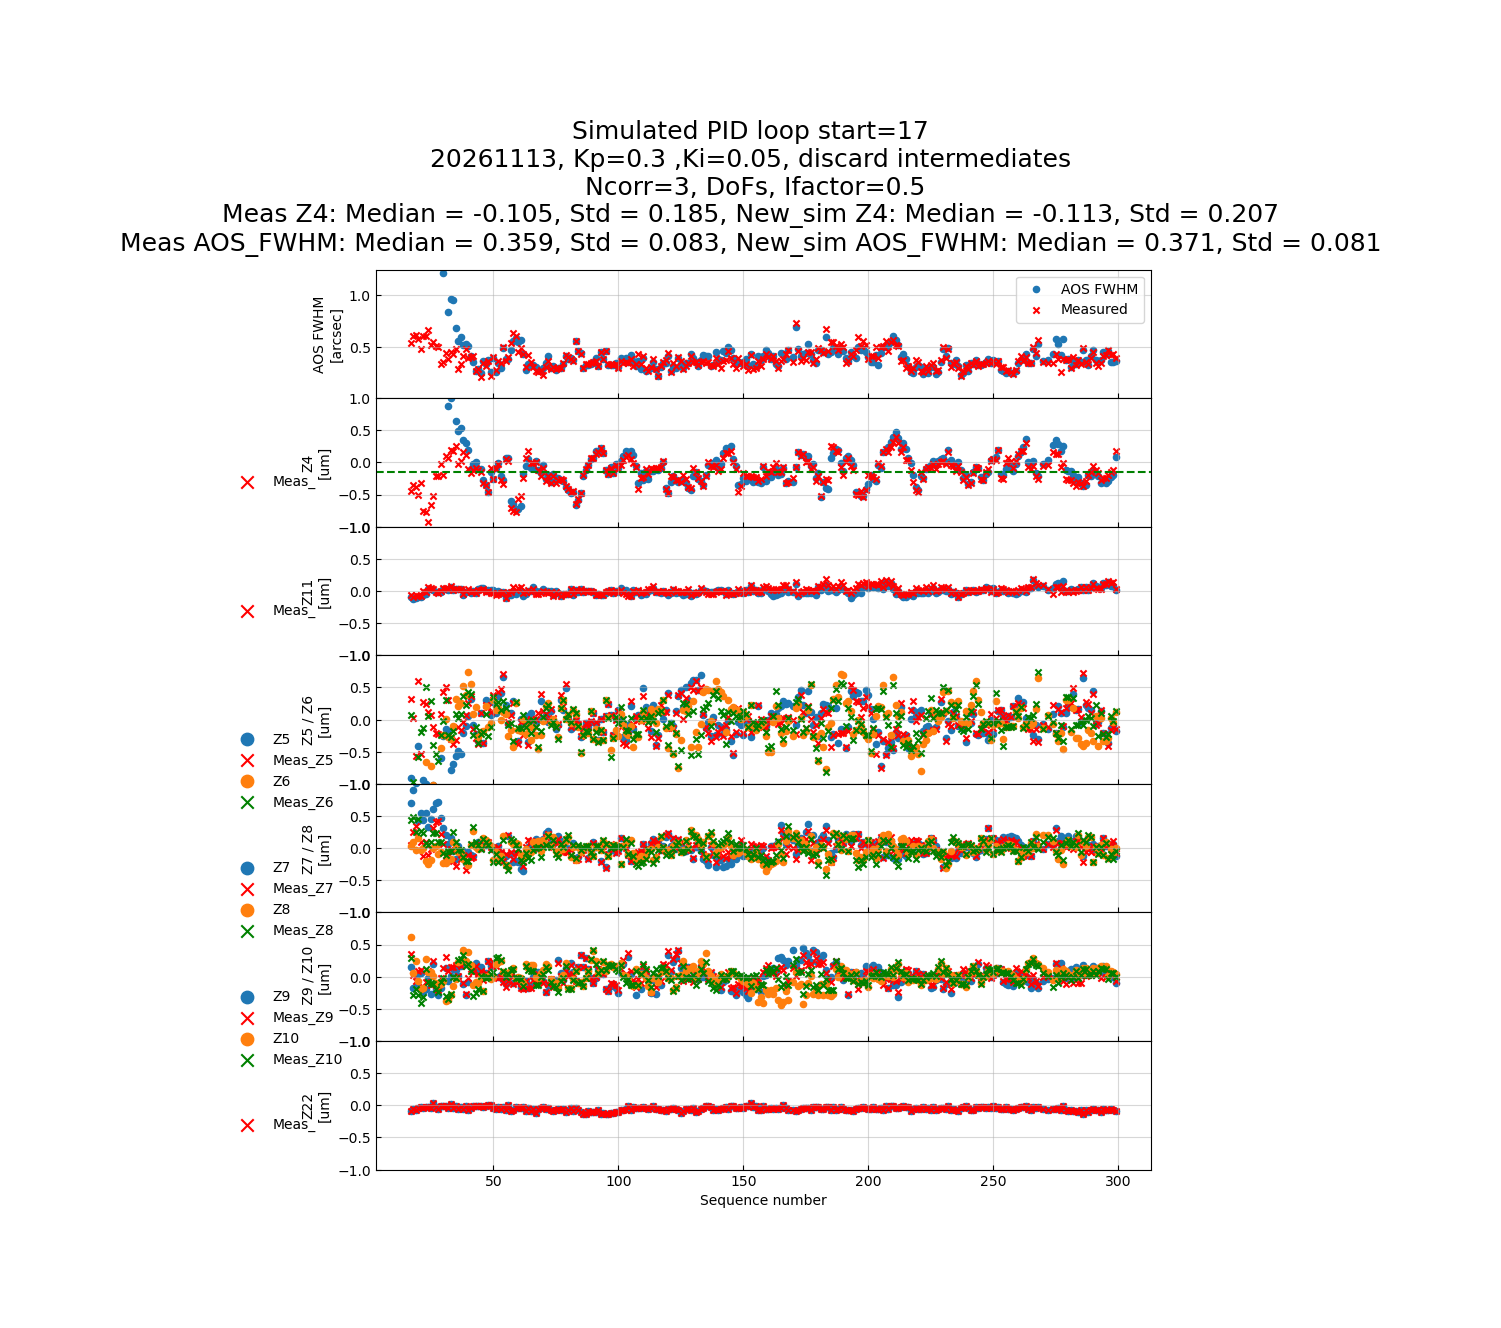 Simulated PID loop start=17
20261113, Kp=0.3 ,Ki=0.05, discard intermediates
Ncorr=3, DoFs, Ifactor=0.5
Meas Z4: Median = -0.105, Std = 0.185, New_sim Z4: Median = -0.113, Std = 0.207
Meas AOS_FWHM: Median = 0.359, Std = 0.083, New_sim AOS_FWHM: Median = 0.371, Std = 0.081
AOS FWHM
[arcsec]
1.0
0.5
AOS FWHM
Measured
Z4
[um]
1.0
0.5
0.0
−0.5
−1.0
Meas_
Z11
[um]
1.0
0.5
0.0
−0.5
−1.0
Meas_
Z5 / Z6
[um]
1.0
0.5
0.0
−0.5
−1.0
Z5
Meas_Z5
Z6
Meas_Z6
Z7 / Z8
[um]
1.0
0.5
0.0
−0.5
−1.0
Z7
Meas_Z7
Z8
Meas_Z8
Z9 / Z10
[um]
1.0
0.5
0.0
−0.5
−1.0
Z9
Meas_Z9
Z10
Meas_Z10
Z22
[um]
1.0
0.5
0.0
−0.5
−1.0
Meas_
50
100
150
200
250
300
Sequence number